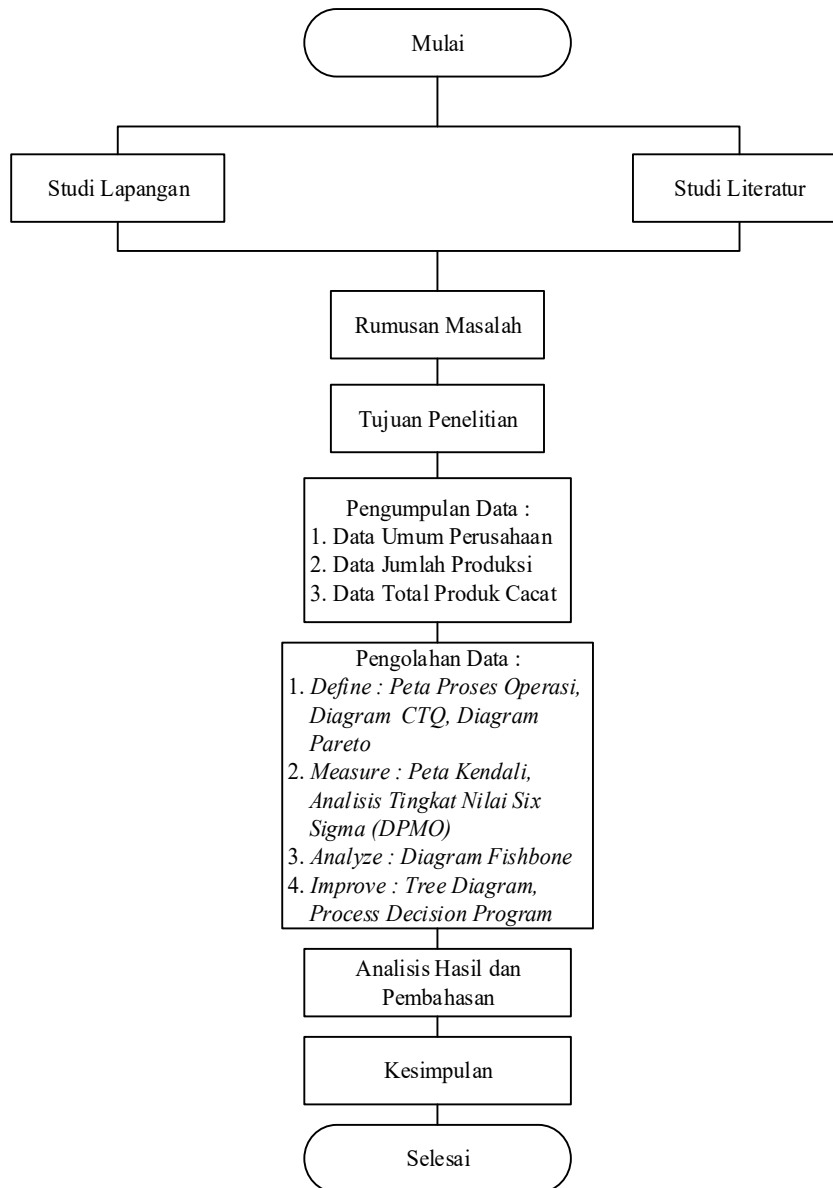 Mulai
Studi Lapangan
Studi Literatur
Rumusan Masalah
Tujuan Penelitian
Pengumpulan Data :
1. Data Umum Perusahaan
2. Data Jumlah Produksi
3. Data Total Produk Cacat
Pengolahan Data :
1. Define : Peta Proses Operasi,
Diagram CTQ, Diagram
Pareto
2. Measure : Peta Kendali,
Analisis Tingkat Nilai Six
Sigma (DPMO)
3. Analyze : Diagram Fishbone
4. Improve : Tree Diagram,
Process Decision Program
Analisis Hasil dan
Pembahasan
Kesimpulan
Selesai